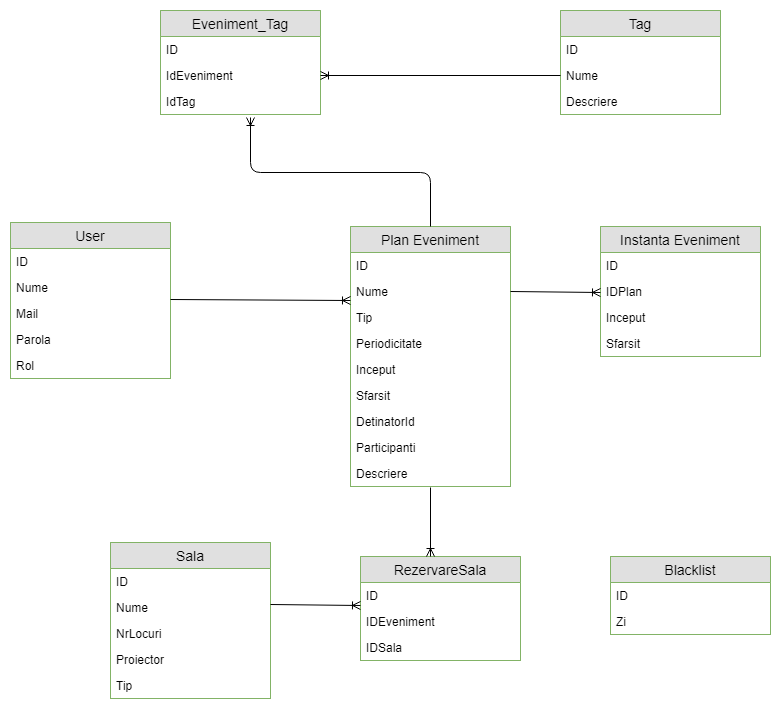 Eveniment_Tag
ID
IdEveniment
IdTag
Tag
ID
Nume
Descriere
User
ID
Nume
Mail
Parola
Rol
Plan Eveniment
ID
Nume
Tip
Periodicitate
Inceput
Sfarsit
DetinatorId
Participanti
Descriere
Instanta Eveniment
ID
IDPlan
Inceput
Sfarsit
Sala
ID
Nume
NrLocuri
Proiector
Tip
RezervareSala
ID
IDEveniment
IDSala
Blacklist
ID
Zi